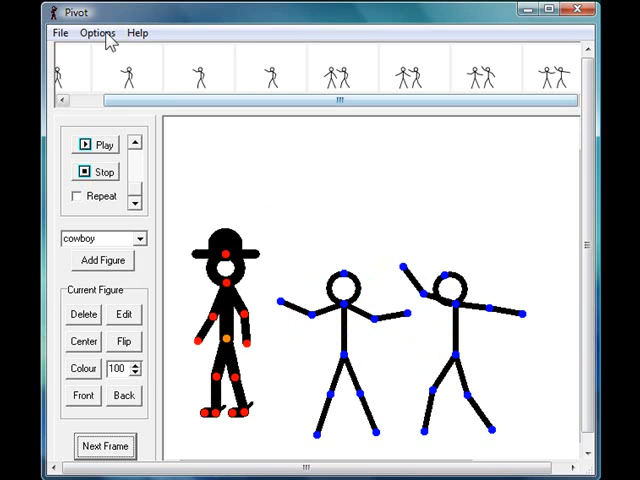 Pivot
File Options Help
Play
Stop
Repeat
cowboy
Add Figure
Current Figure
Delete Edit
Center Flip
Colour 100
Front Back
Next Frame